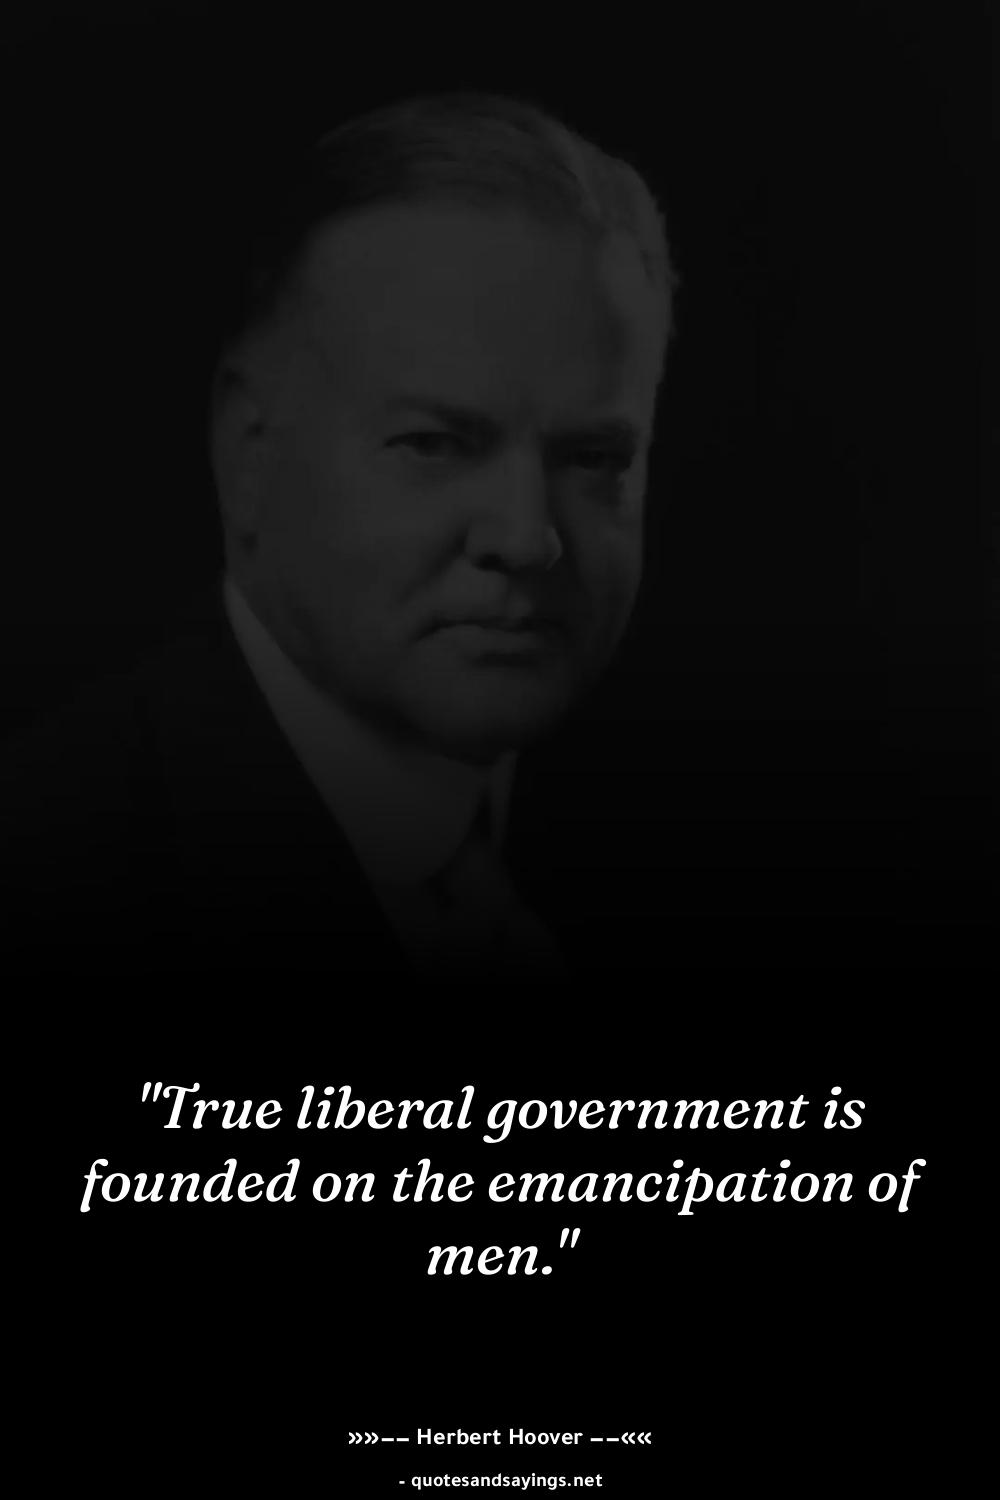 "True liberal government is
founded on the emancipation of
men."
»»−− Herbert Hoover −−««
- quotesandsayings.net